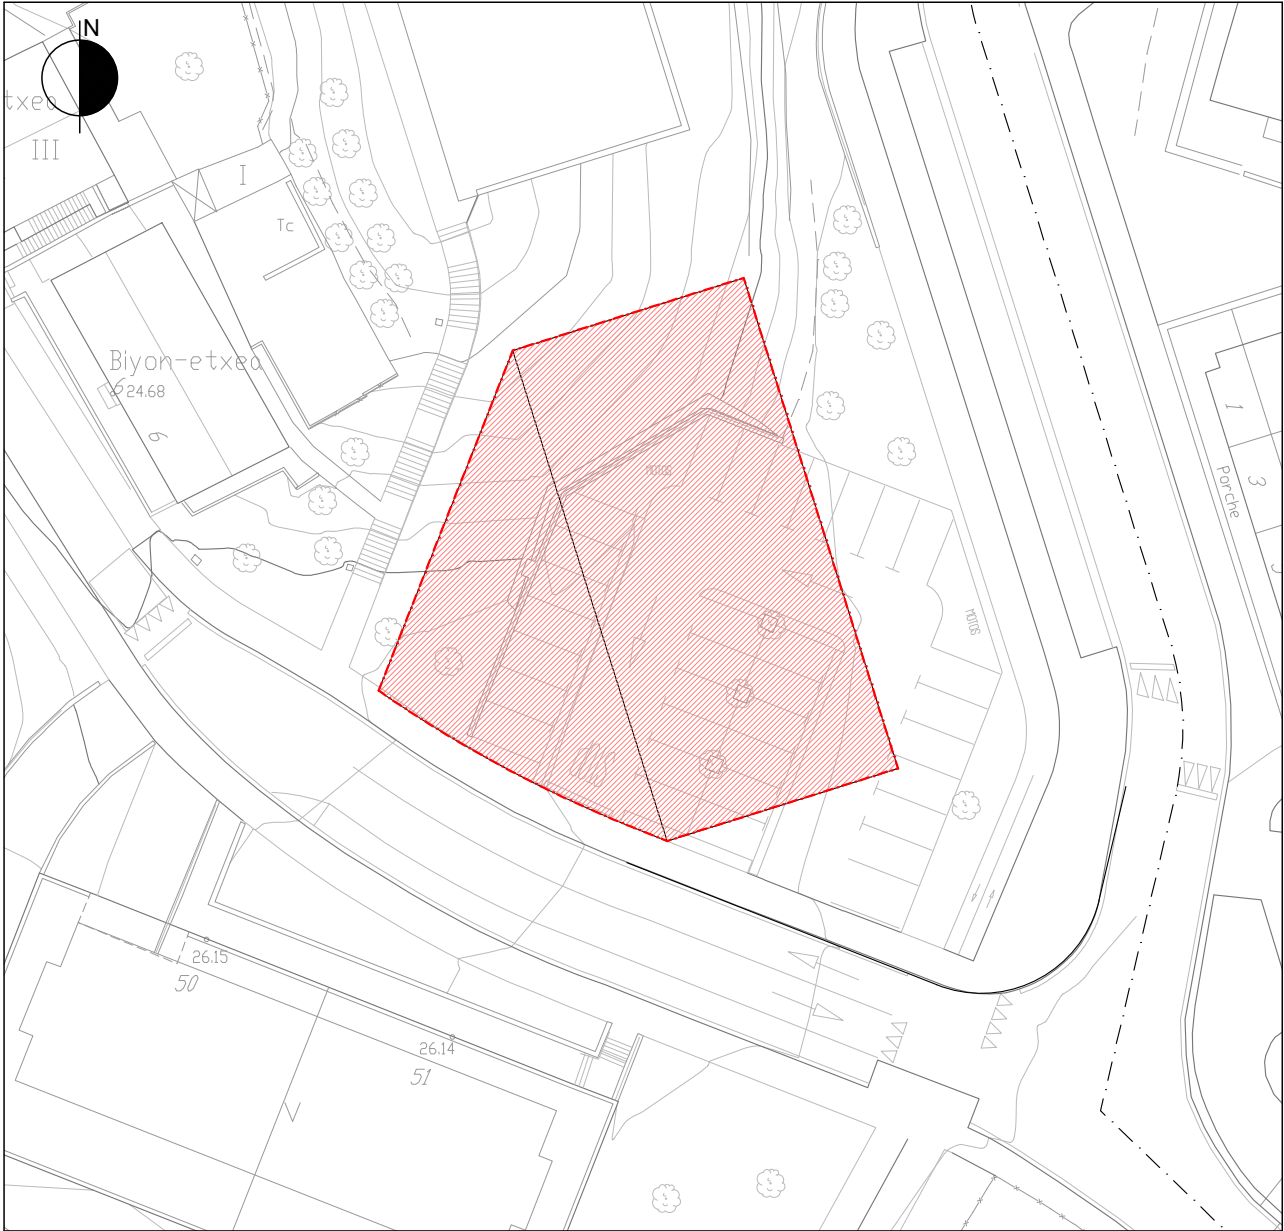 N
txea
III
I
Tc
Biyon-etxea
24.68
6
MOTOS
MOTOS
1
3
Porche
26.15
50
26.14
51
V